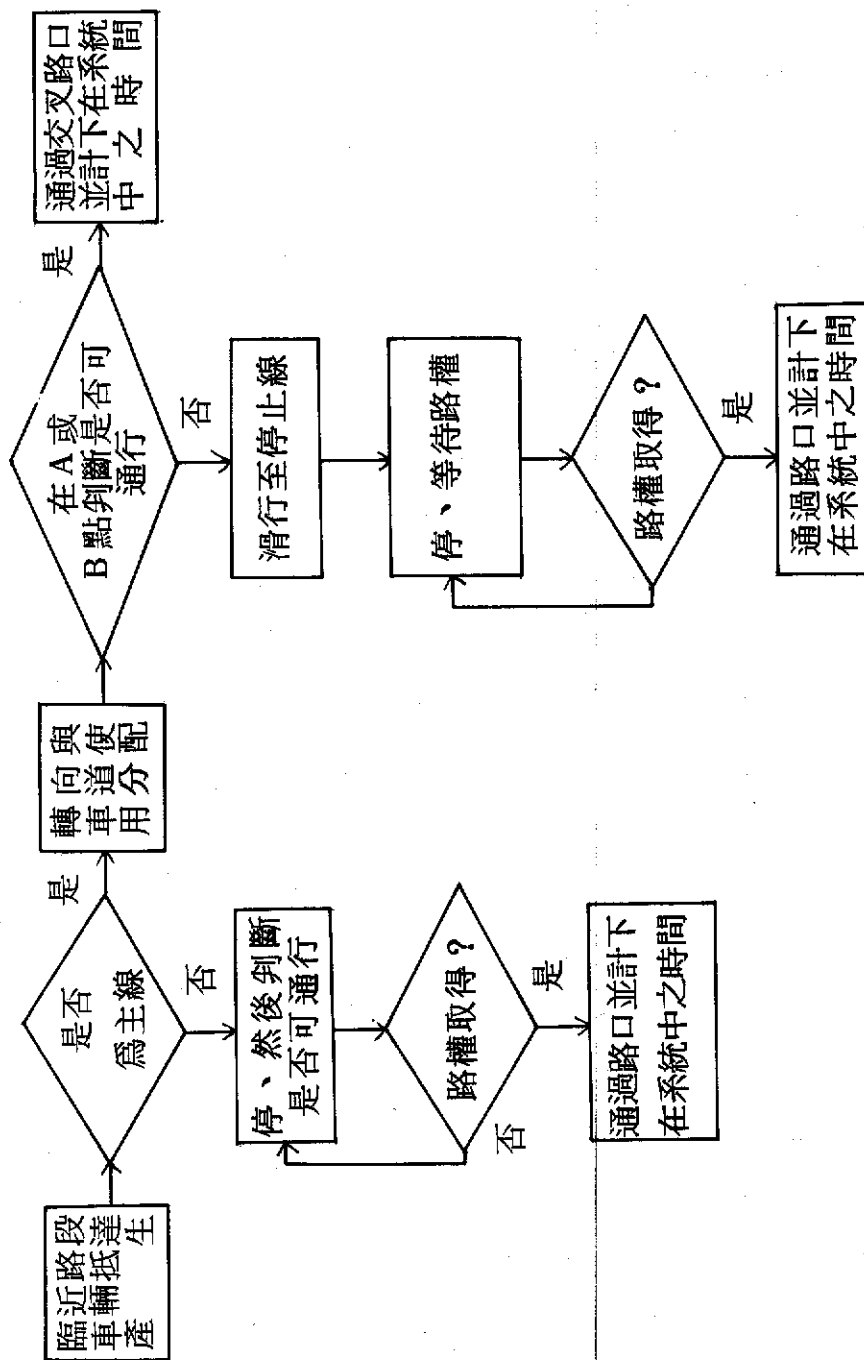 臨近路段
車輛抵達
產生
是否
爲主線
是
轉向與
車道使
用分配
在 A 或
B 點判斷是否可
通行
是
通過交叉路口
並計下在系統
中之時間
否
停、然後判斷
是否可通行
路權取得？
否
是
通過路口並計下
在系統中之時間
否
滑行至停止線
停、等待路權
路權取得？
是
通過路口並計下
在系統中之時間